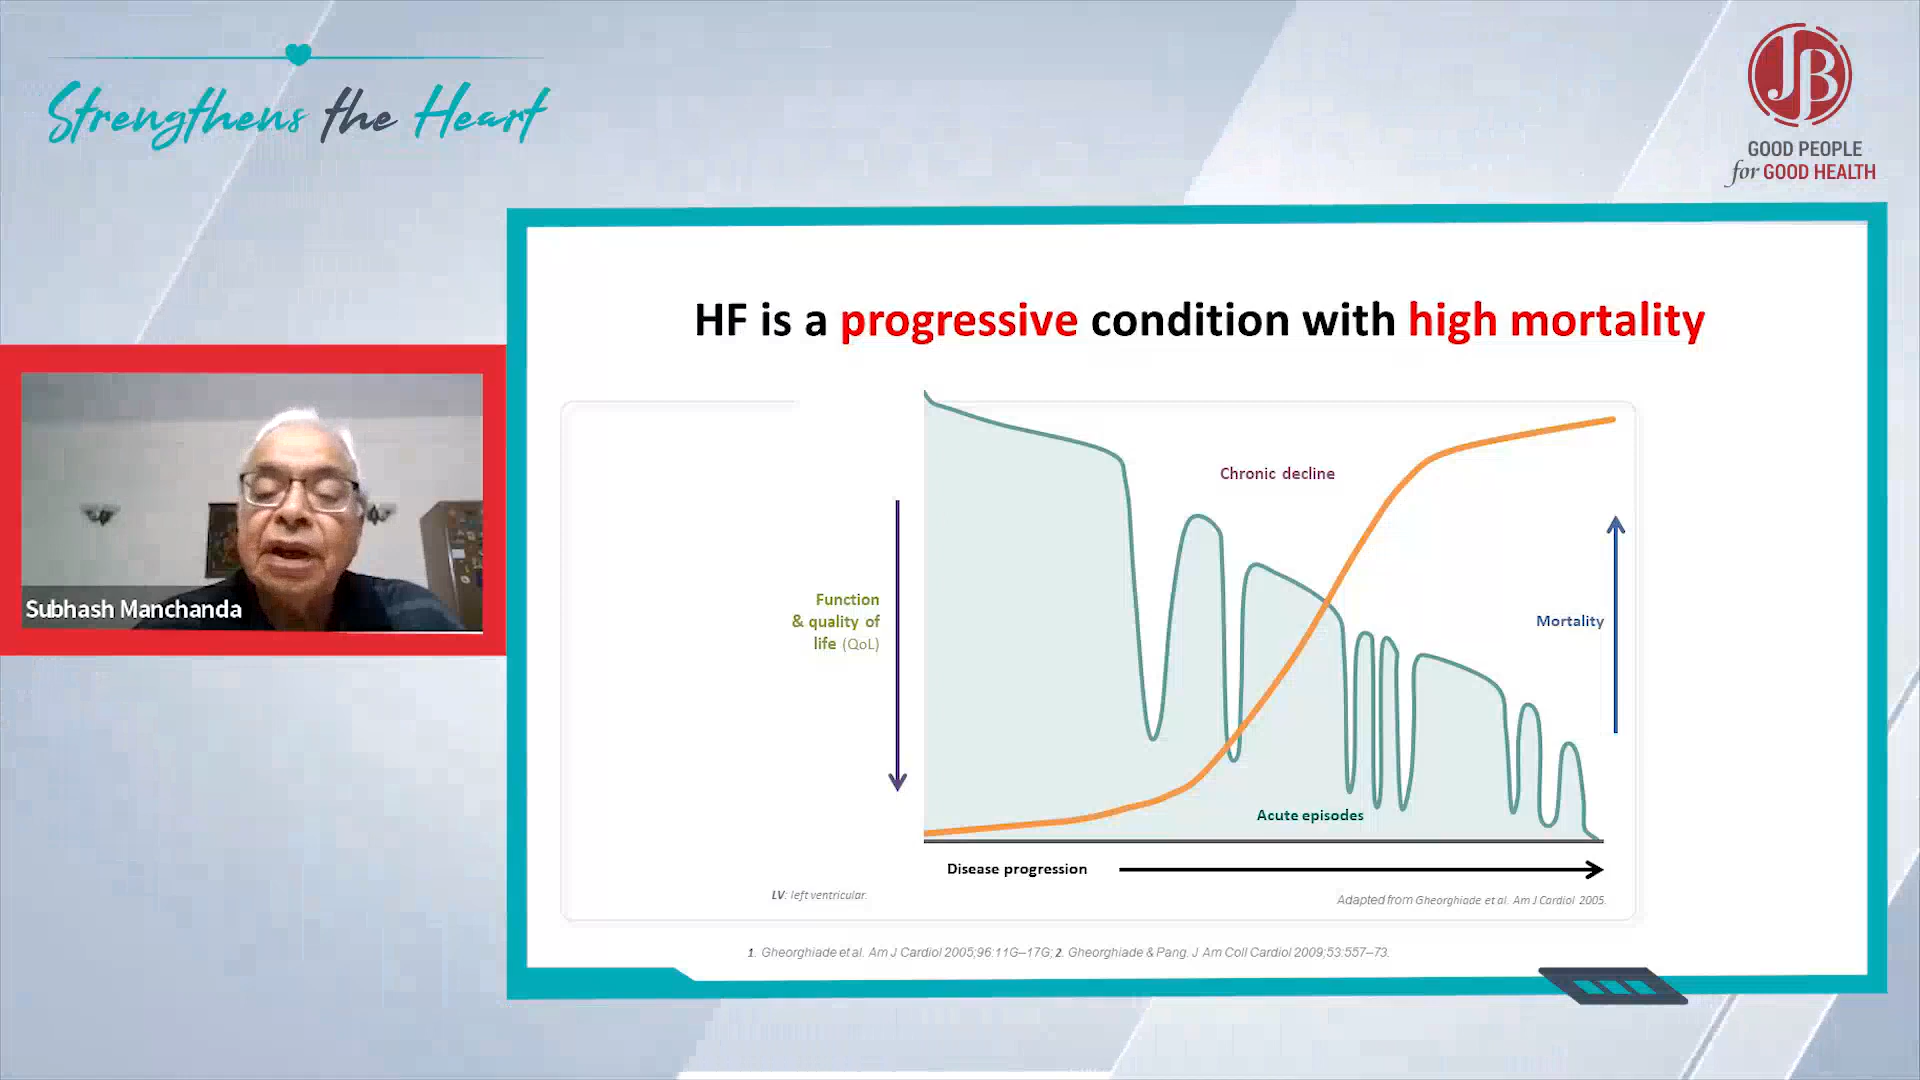 Strengthens the Heart
JB
GOOD PEOPLE
for GOOD HEALTH
HF is a progressive condition with high mortality
Subhash Manchanda
Chronic decline
Function
& quality of
life (QoL)
Mortality
Acute episodes
Disease progression
LV: left ventricular.
Adapted from Gheorghiade et al. Am J Cardiol 2005.
1. Gheorghiade et al. Am J Cardiol 2005;96:11G–17G; 2. Gheorghiade & Pang. J Am Coll Cardiol 2009;53:557–73.